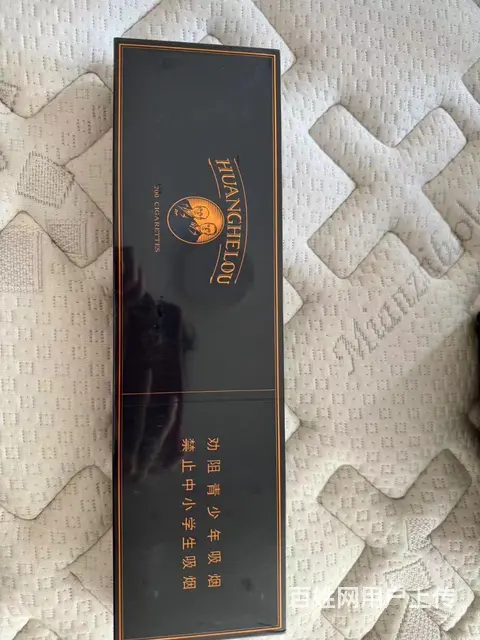 HUANGHELOU
200 CIGARETTES
劝阻青少年吸烟
禁止中小学生吸烟
Mianzhibao
百姓网用户上传